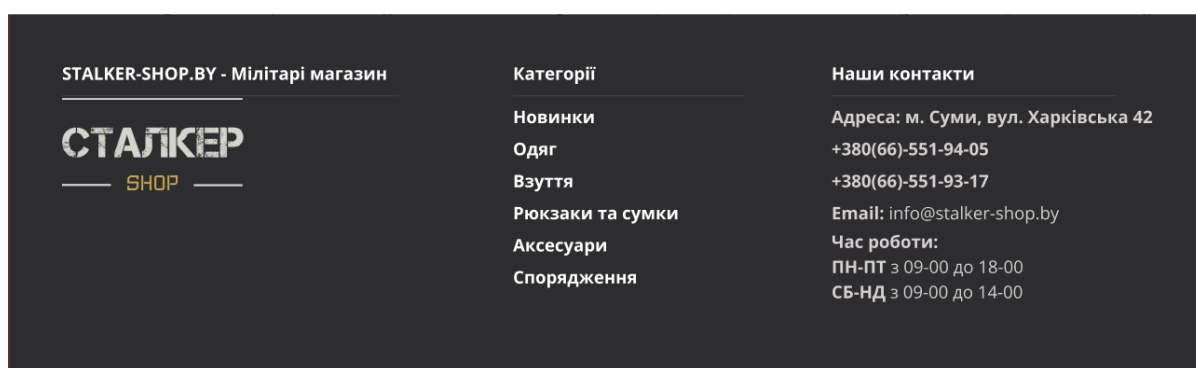 STALKER-SHOP.BY - Мілітарі магазин
СТАЛКЕР
SHOP
Категорії
Новинки
Одяг
Взуття
Рюкзаки та сумки
Аксесуари
Спорядження
Наши контакти
Адреса: м. Суми, вул. Харківська 42
+380(66)-551-94-05
+380(66)-551-93-17
Email: info@stalker-shop.by
Час роботи:
ПН-ПТ з 09-00 до 18-00
СБ-НД з 09-00 до 14-00